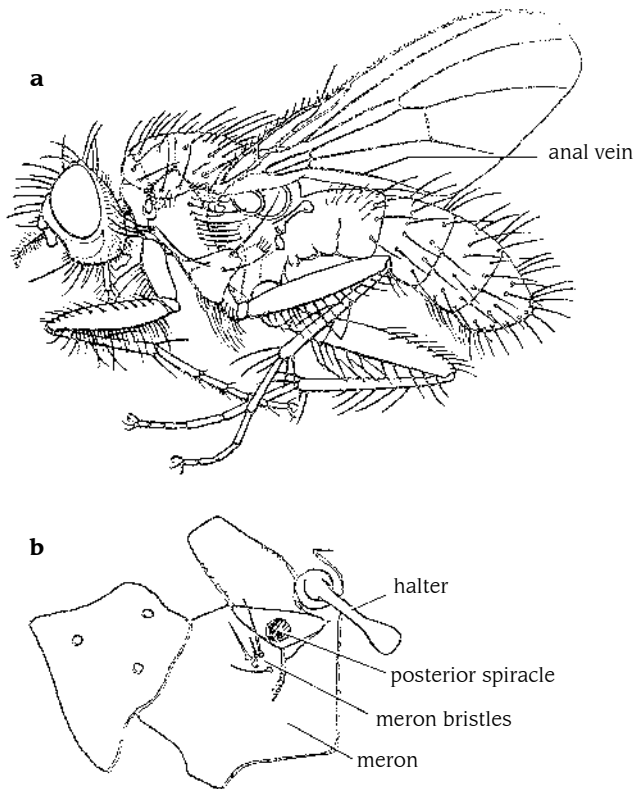 a
anal vein
b
halter
posterior spiracle
meron bristles
meron